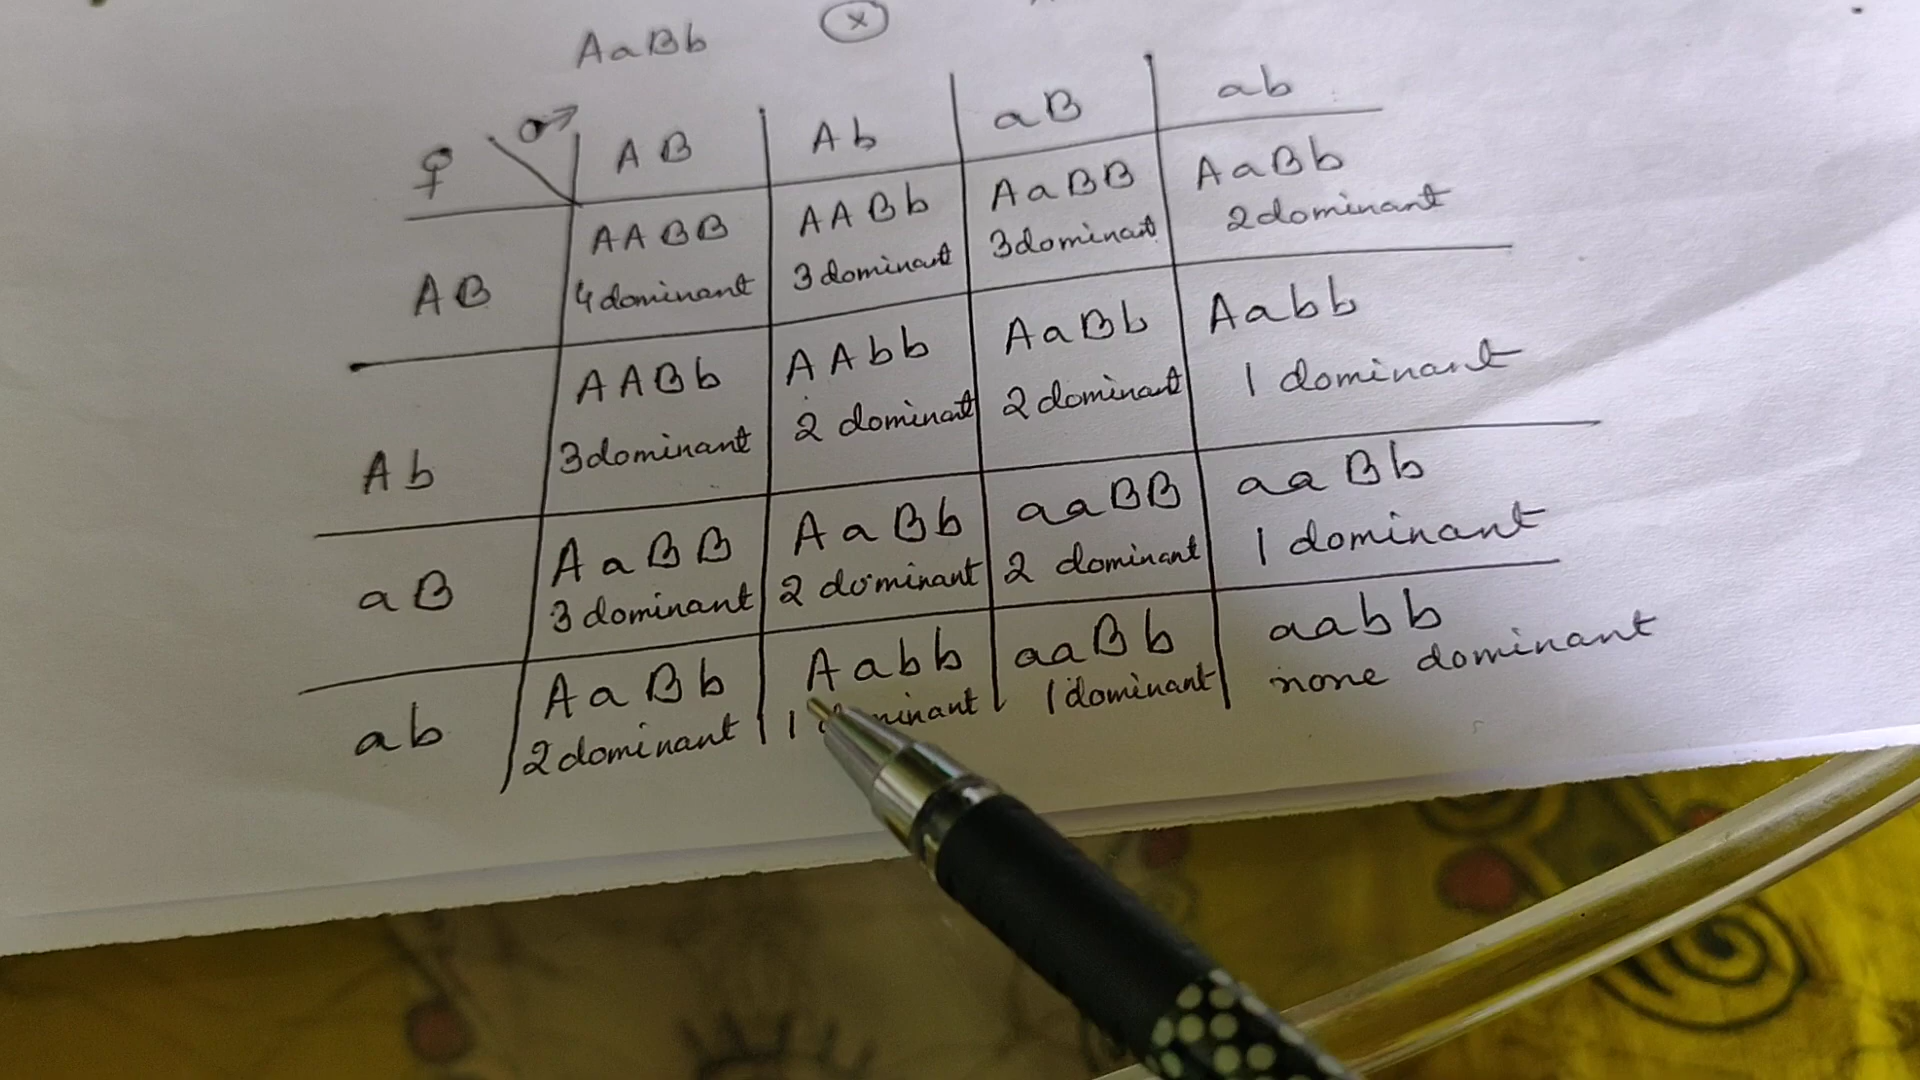 AaBb x
♀ ♂ AB Ab aB ab
AB AABB AABb AaBB AaBb
4 dominant 3 dominant 3 dominant 2 dominant
Ab AABb AAbb AaBb Aabb
3 dominant 2 dominant 2 dominant 1 dominant
aB AaBB AaBb aaBB aaBb
3 dominant 2 dominant 2 dominant 1 dominant
ab AaBb Aabb aaBb aabb
2 dominant 1 1 dominant none dominant